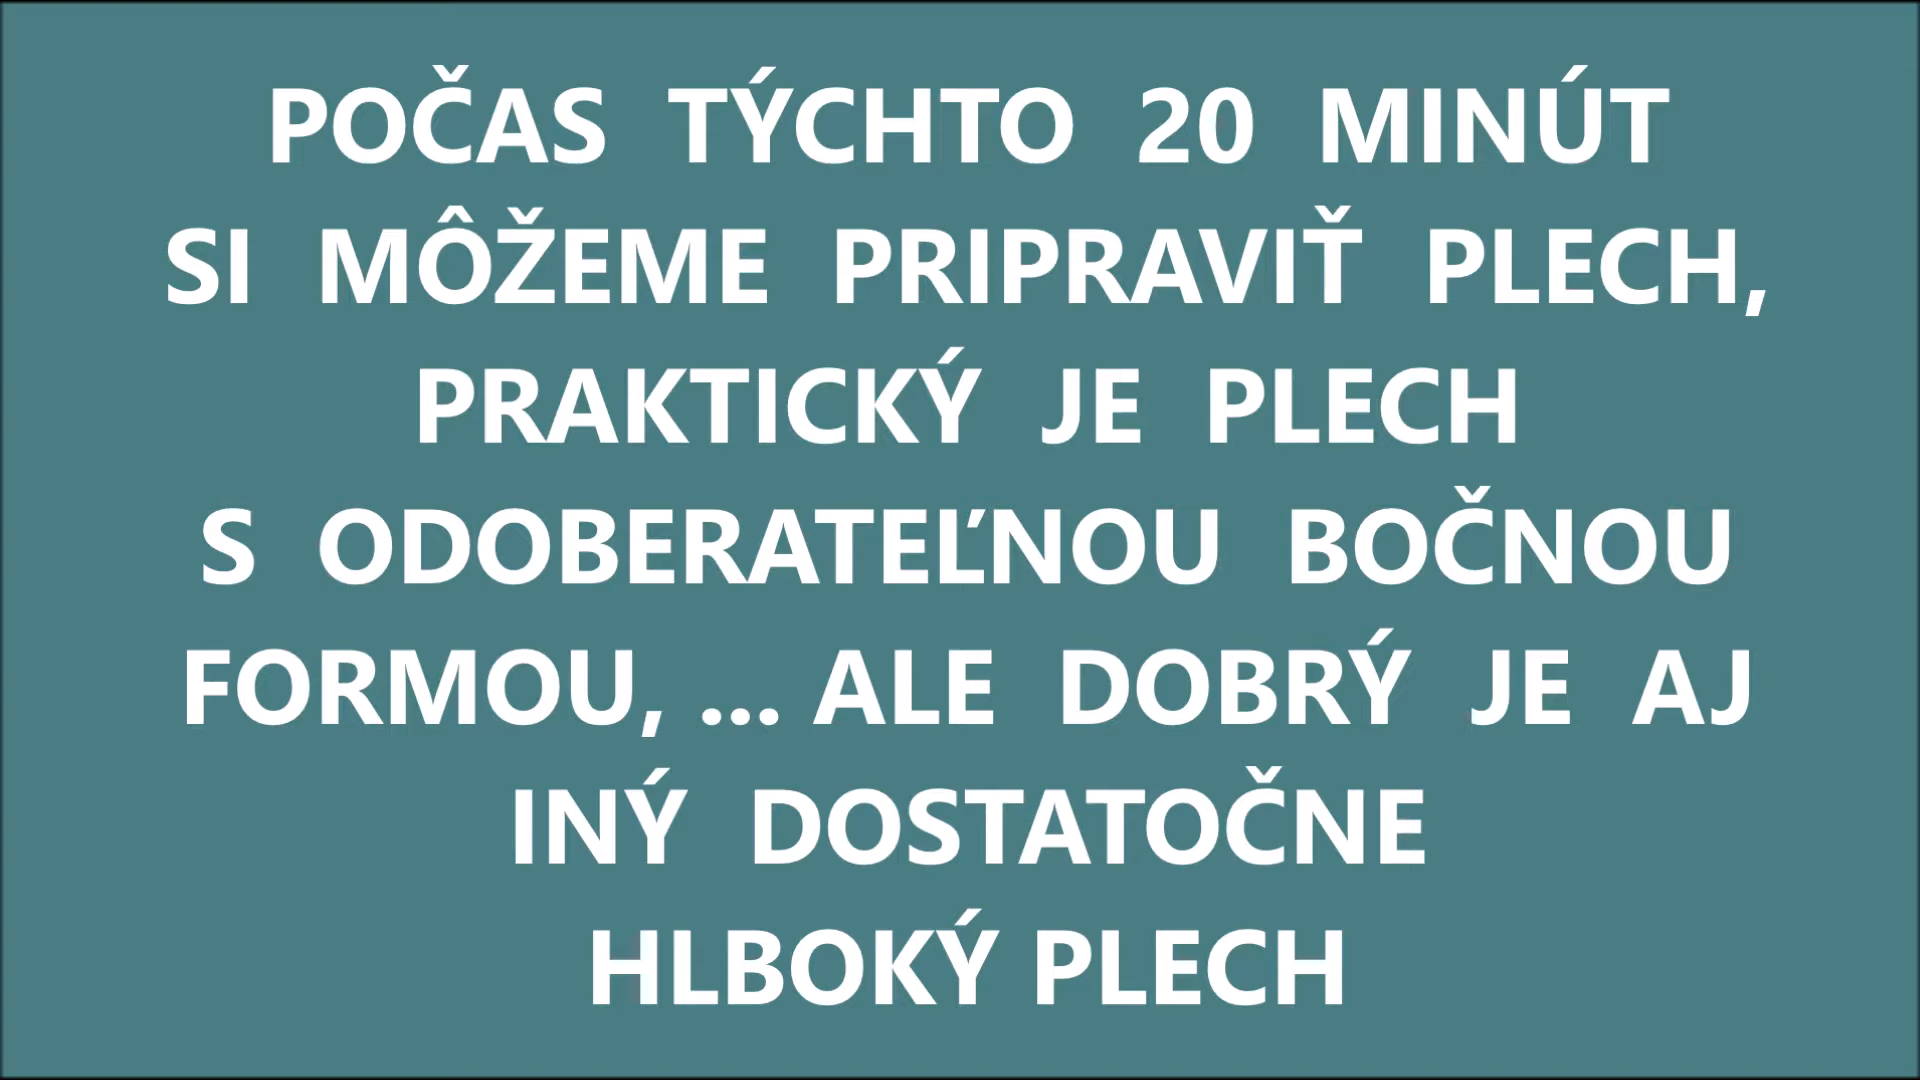 POČAS TÝCHTO 20 MINÚT
SI MÔŽEME PRIPRAVIŤ PLECH,
PRAKTICKÝ JE PLECH
S ODOBERATEĽNOU BOČNOU
FORMOU, ... ALE DOBRÝ JE AJ
INÝ DOSTATOČNE
HLBOKÝ PLECH